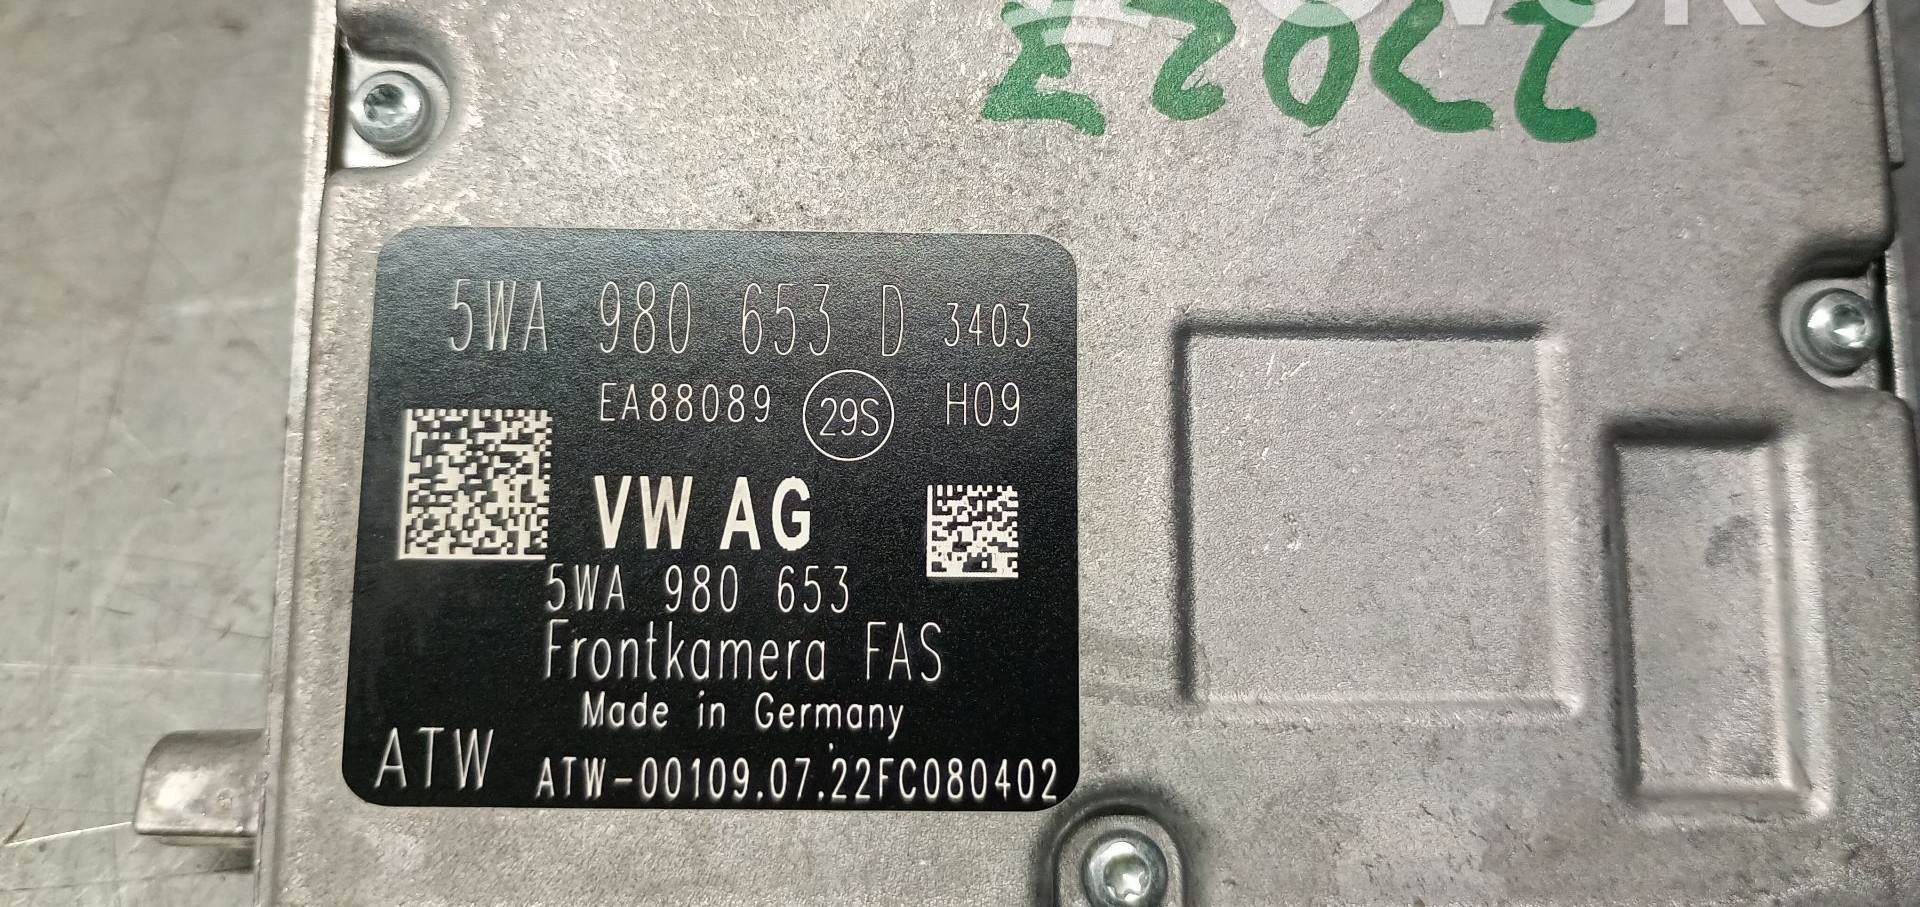 5WA 980 653 D 3403
EA88089 29S H09
VW AG
5WA 980 653
Frontkamera FAS
Made in Germany
ATW ATW-00109.07.22FC080402